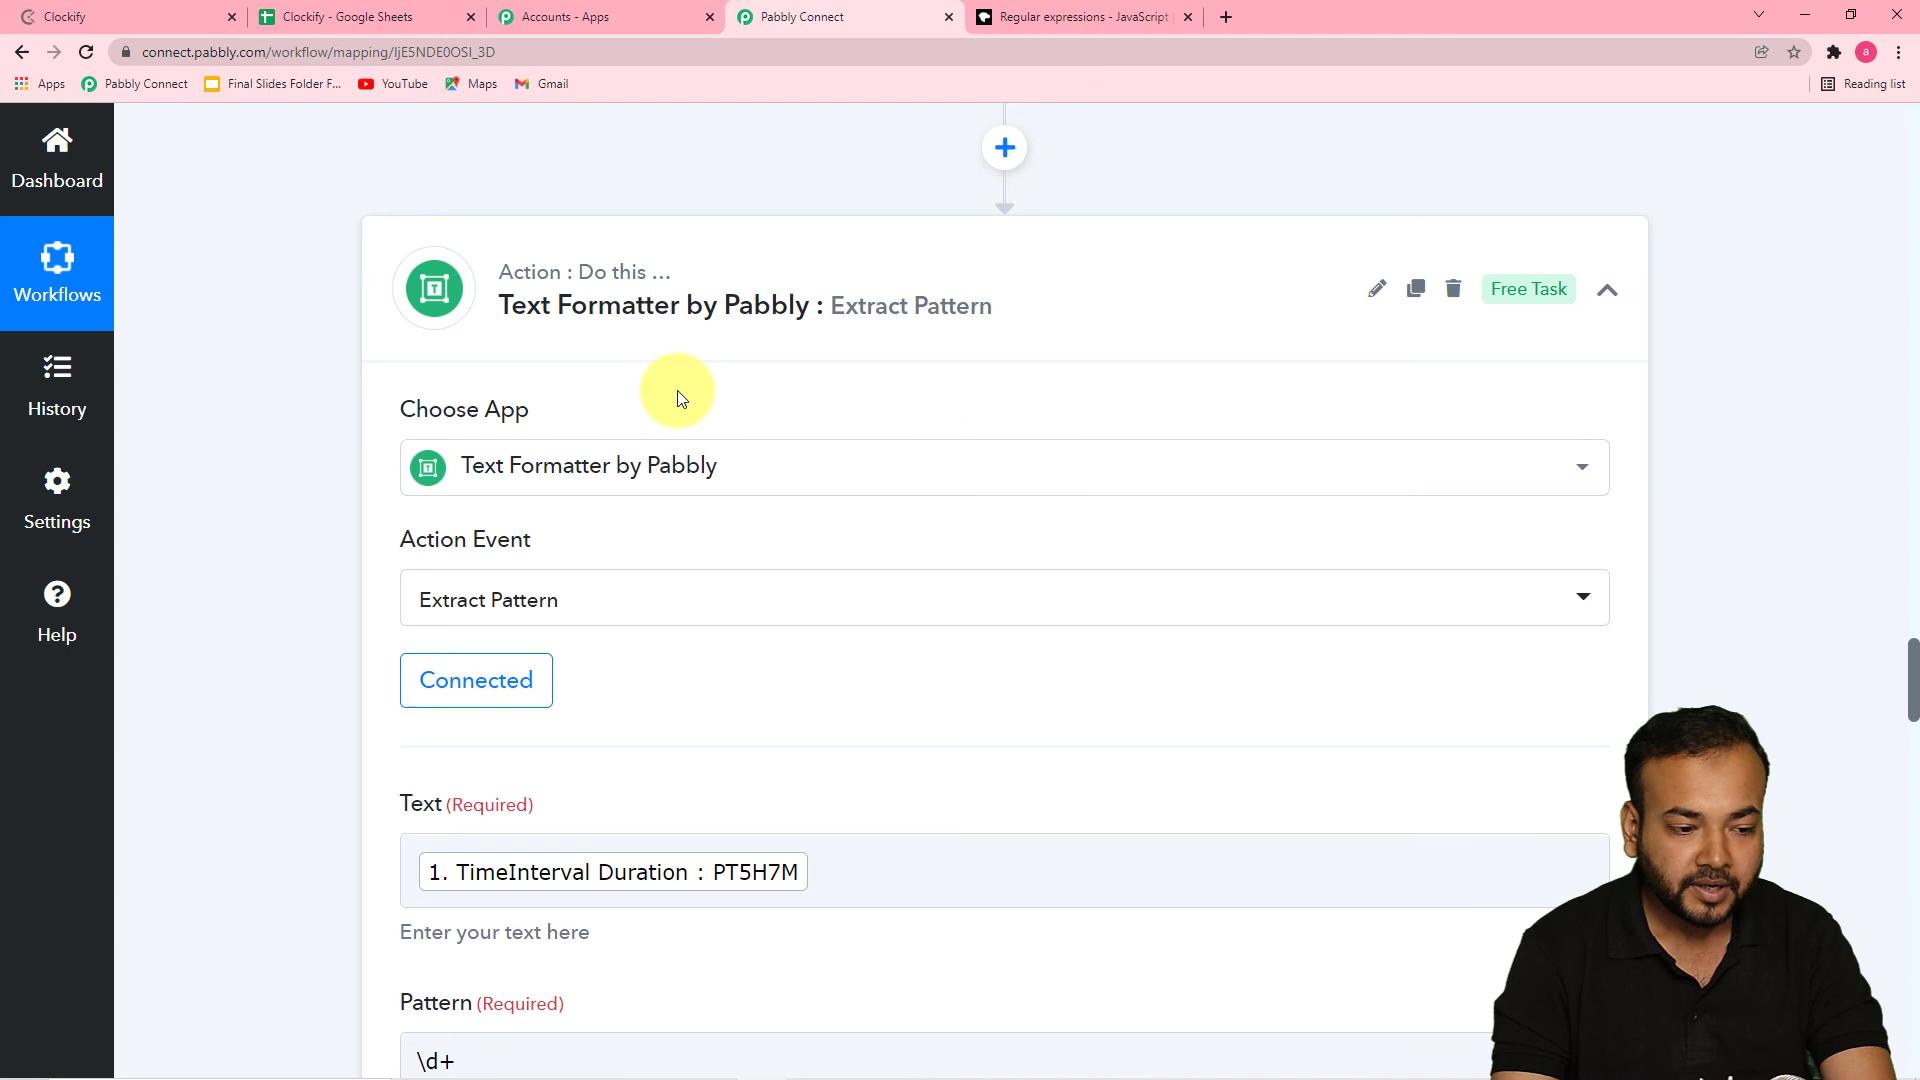 Clockify
Clockify - Google Sheets
Accounts - Apps
Pabbly Connect
Regular expressions - JavaScript
connect.pabbly.com/workflow/mapping/IjE5NDE0OSI_3D
a
Apps
Pabbly Connect
Final Slides Folder F...
YouTube
Maps
Gmail
Reading list
Dashboard
Workflows
History
Settings
Help
Action : Do this ...
Text Formatter by Pabbly : Extract Pattern
Free Task
Choose App
Text Formatter by Pabbly
Action Event
Extract Pattern
Connected
Text (Required)
1. TimeInterval Duration : PT5H7M
Enter your text here
Pattern (Required)
\d+